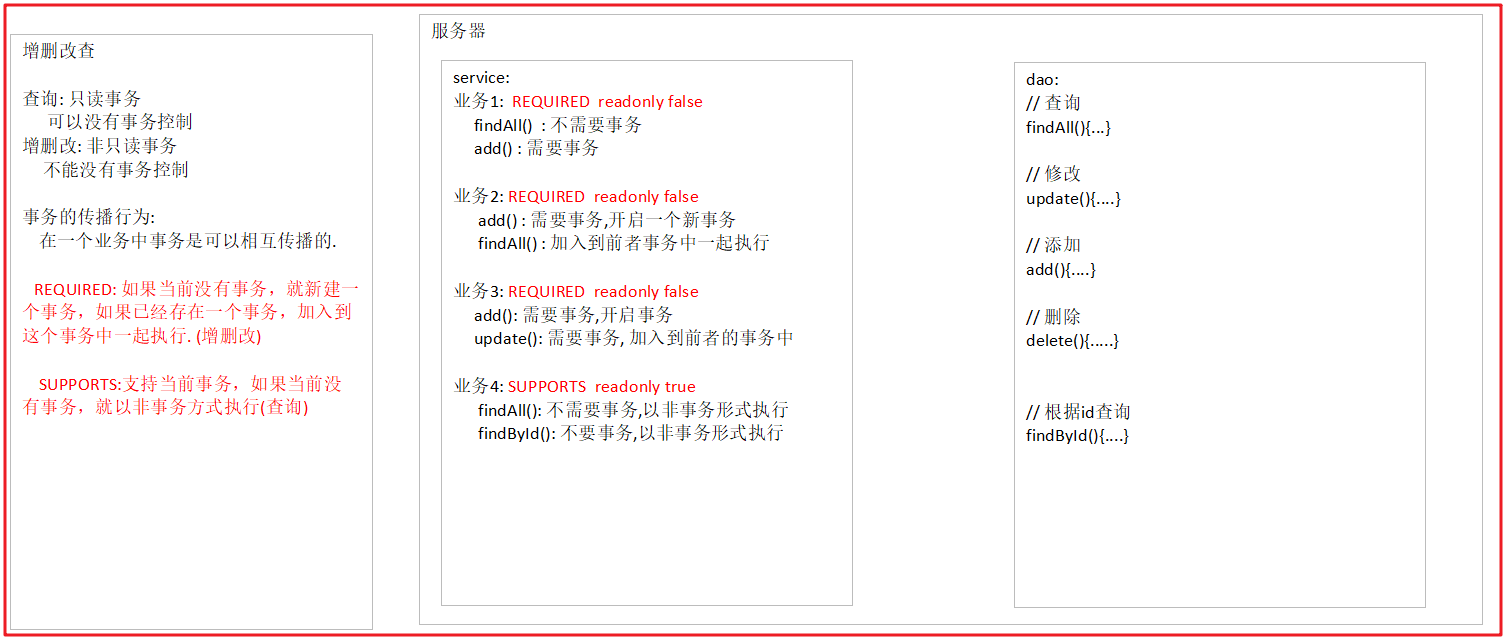 增删改查
查询: 只读事务
可以没有事务控制
增删改: 非只读事务
不能没有事务控制
事务的传播行为:
在一个业务中事务是可以相互传播的.
REQUIRED: 如果当前没有事务，就新建一
个事务，如果已经存在一个事务，加入到
这个事务中一起执行. (增删改)
SUPPORTS:支持当前事务，如果当前没
有事务，就以非事务方式执行(查询)
服务器
service:
业务1: REQUIRED readonly false
findAll() : 不需要事务
add() : 需要事务
业务2: REQUIRED readonly false
add() : 需要事务,开启一个新事务
findAll() : 加入到前者事务中一起执行
业务3: REQUIRED readonly false
add(): 需要事务,开启事务
update(): 需要事务, 加入到前者的事务中
业务4: SUPPORTS readonly true
findAll(): 不需要事务,以非事务形式执行
findById(): 不要事务,以非事务形式执行
dao:
// 查询
findAll(){...}
// 修改
update(){....}
// 添加
add(){....}
// 删除
delete(){.....}
// 根据id查询
findById(){....}